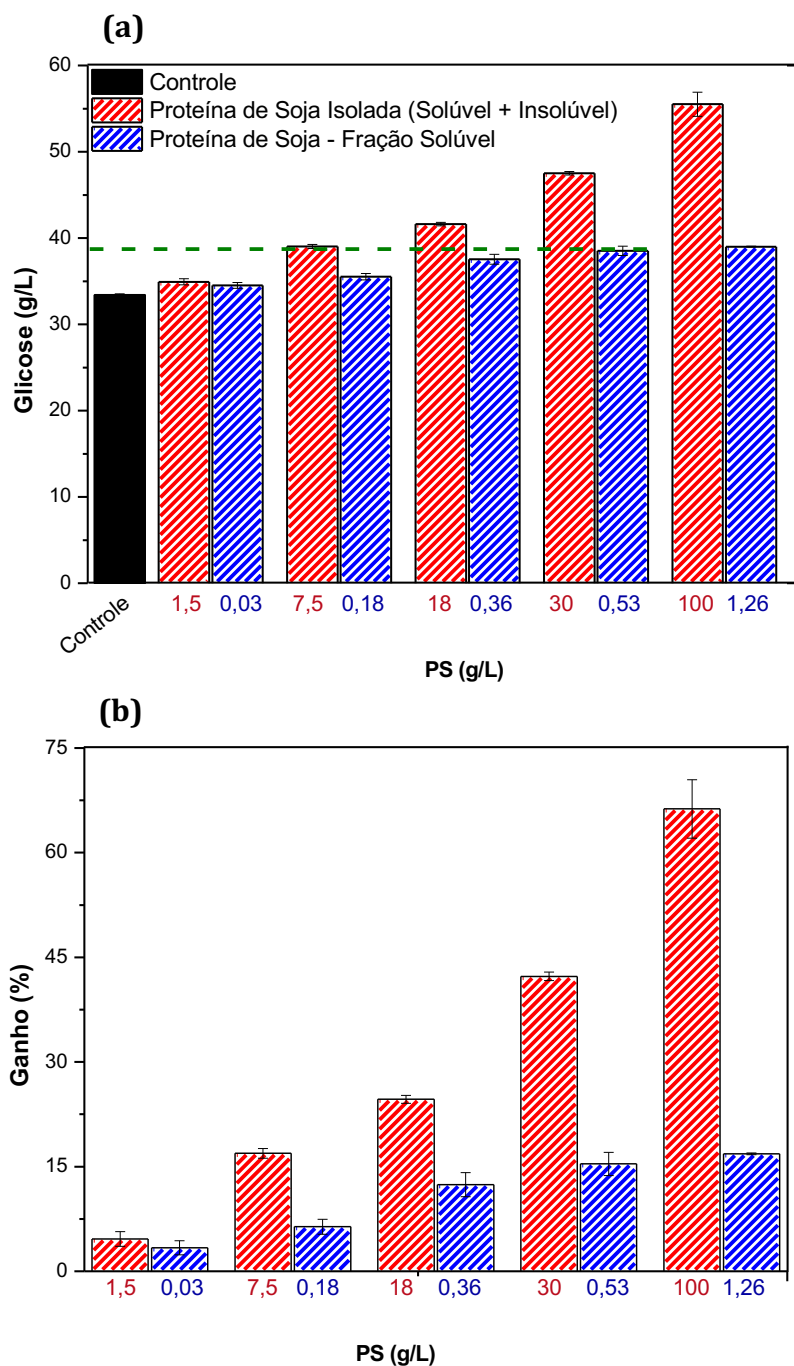 (a)
60
50
40
30
20
10
0
Glicose (g/L)
Controle
Proteína de Soja Isolada (Solúvel + Insolúvel)
Proteína de Soja - Fração Solúvel
Controle
1,5 0,03 7,5 0,18 18 0,36 30 0,53 100 1,26
PS (g/L)
(b)
75
60
45
30
15
0
Ganho (%)
1,5 0,03 7,5 0,18 18 0,36 30 0,53 100 1,26
PS (g/L)